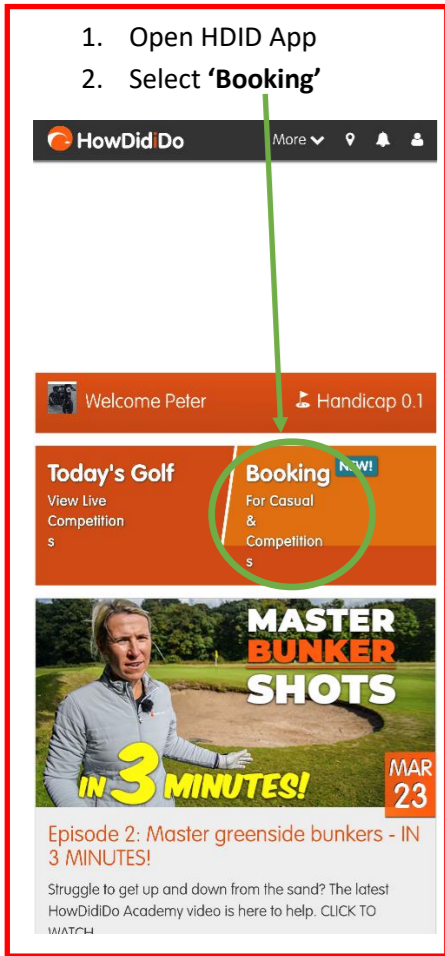 1. Open HDID App
2. Select ‘Booking’
HowDidiDo More
Welcome Peter Handicap 0.1
Today's Golf
View Live
Competition
s
Booking NEW!
For Casual
&
Competition
s
MASTER
BUNKER
SHOTS
IN 3 MINUTES!
MAR
23
Episode 2: Master greenside bunkers - IN
3 MINUTES!
Struggle to get up and down from the sand? The latest
HowDidiDo Academy video is here to help. CLICK TO
WATCH